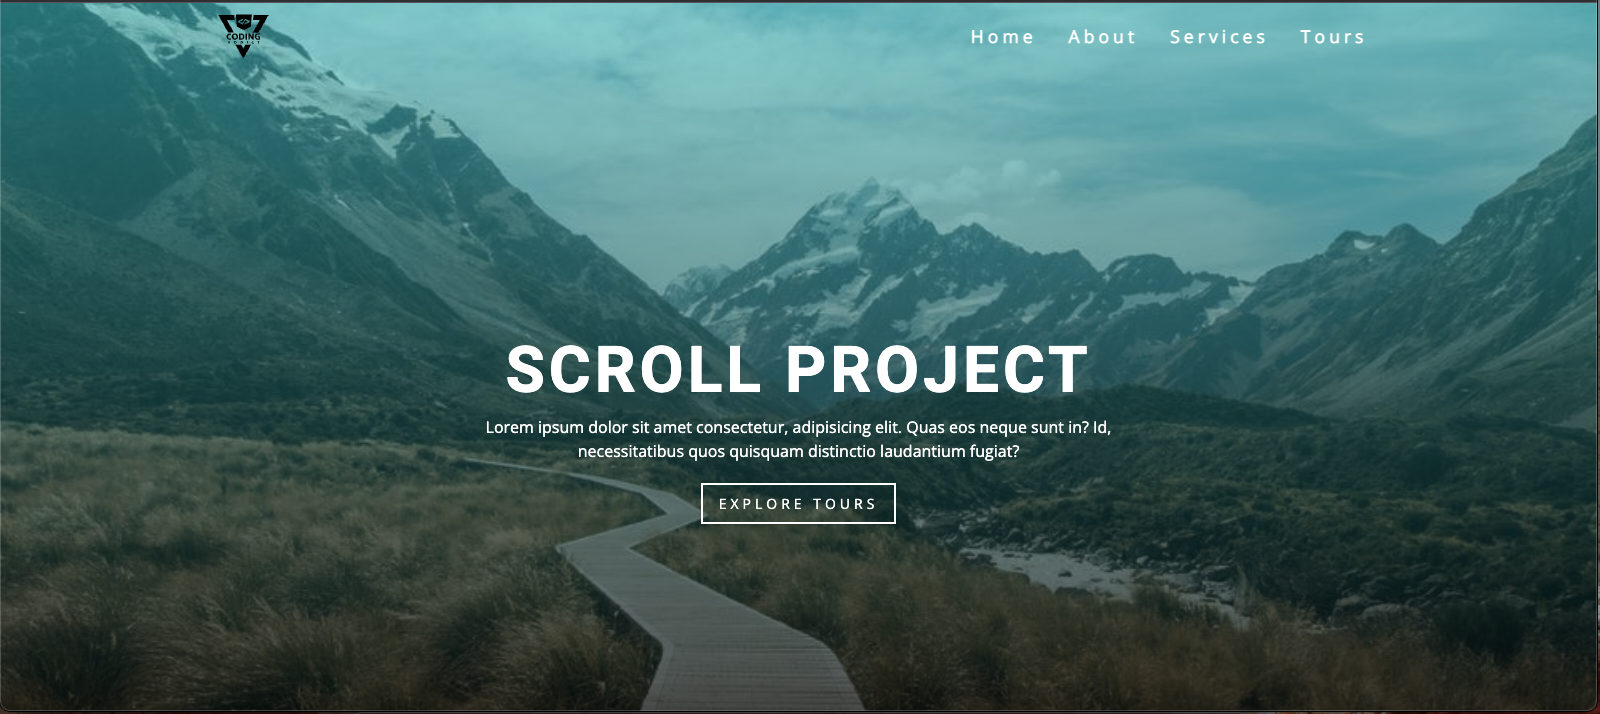 </>
CODING
ADDICT
Home About Services Tours
SCROLL PROJECT
Lorem ipsum dolor sit amet consectetur, adipisicing elit. Quas eos neque sunt in? Id,
necessitatibus quos quisquam distinctio laudantium fugiat?
EXPLORE TOURS